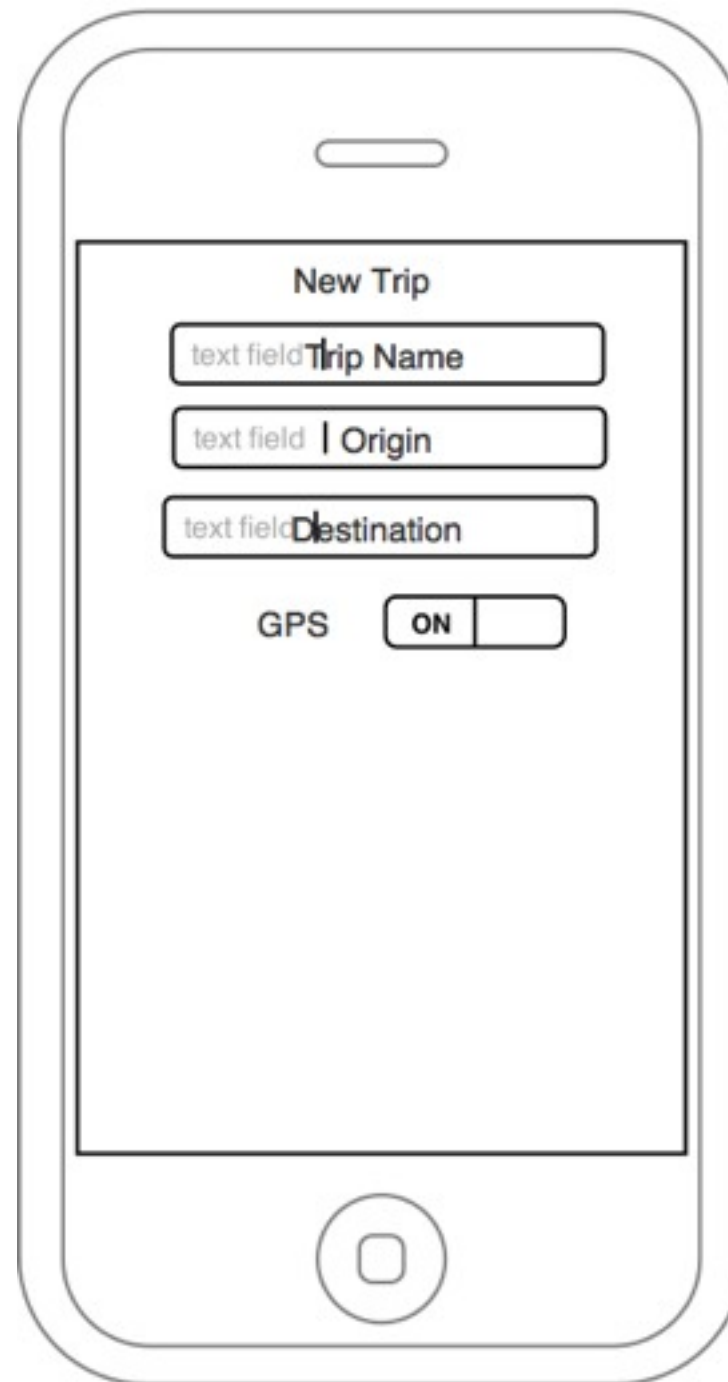 New Trip
text field Trip Name
text field Origin
text field Destination
GPS ON